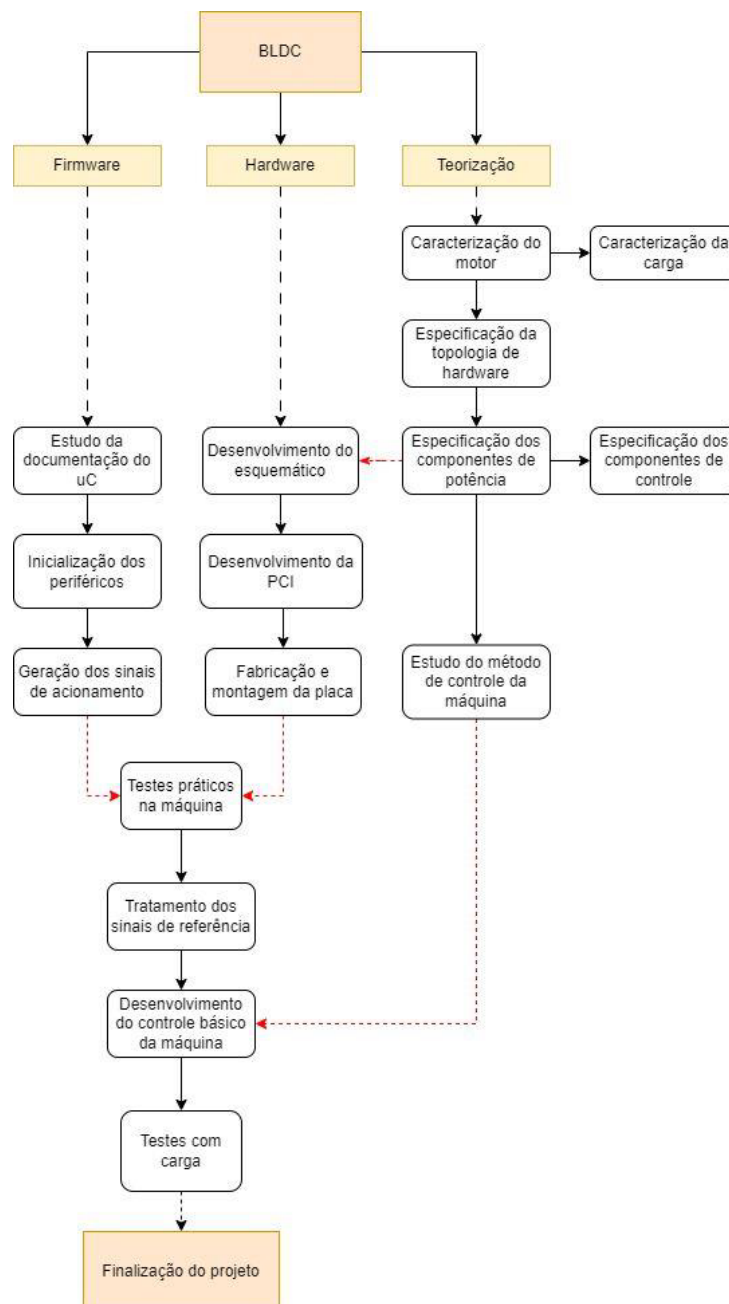 BLDC
Firmware
Hardware
Teorização
Caracterização do
motor
Caracterização da
carga
Especificação da
topologia de
hardware
Estudo da
documentação do
uC
Desenvolvimento do
esquemático
Especificação dos
componentes de
potência
Especificação dos
componentes de
controle
Inicialização dos
periféricos
Desenvolvimento da
PCI
Geração dos sinais
de acionamento
Fabricação e
montagem da placa
Estudo do método
de controle da
máquina
Testes práticos
na máquina
Tratamento dos
sinais de referência
Desenvolvimento
do controle básico
da máquina
Testes com
carga
Finalização do projeto